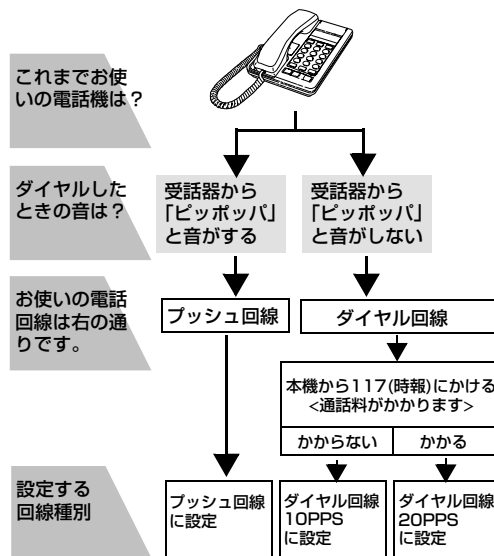 これまでお使
いの電話機は？
ダイヤルした
ときの音は？
受話器から
「ピッポッパ」
と音がする
受話器から
「ピッポッパ」
と音がしない
お使いの電話
回線は右の通
りです。
プッシュ回線
ダイヤル回線
本機から117(時報)にかける
<通話料がかかります>
かからない
かかる
設定する
回線種別
プッシュ回線
に設定
ダイヤル回線
10PPS
に設定
ダイヤル回線
20PPS
に設定